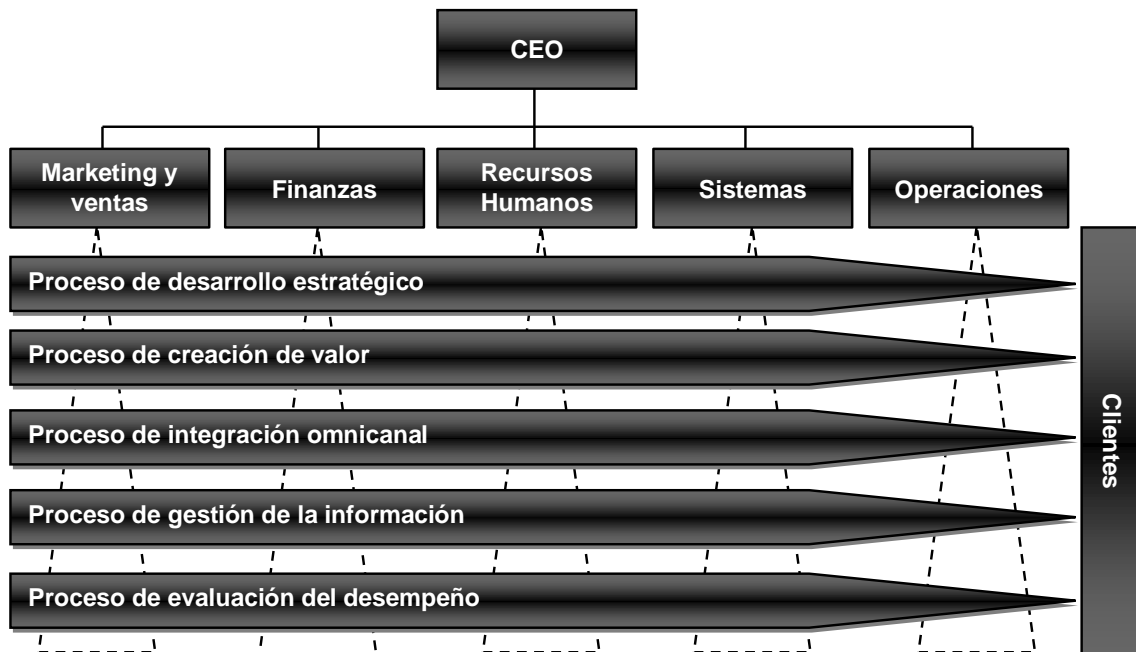 CEO
Marketing y
ventas
Finanzas
Recursos
Humanos
Sistemas
Operaciones
Proceso de desarrollo estratégico
Proceso de creación de valor
Proceso de integración omnicanal
Proceso de gestión de la información
Proceso de evaluación del desempeño
Clientes